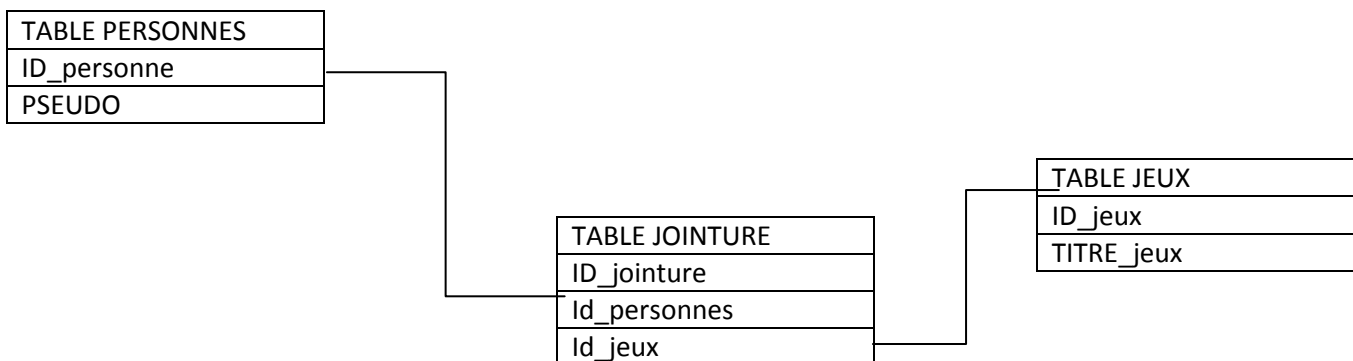 TABLE PERSONNES
ID_personne
PSEUDO
TABLE JOINTURE
ID_jointure
Id_personnes
Id_jeux
TABLE JEUX
ID_jeux
TITRE_jeux